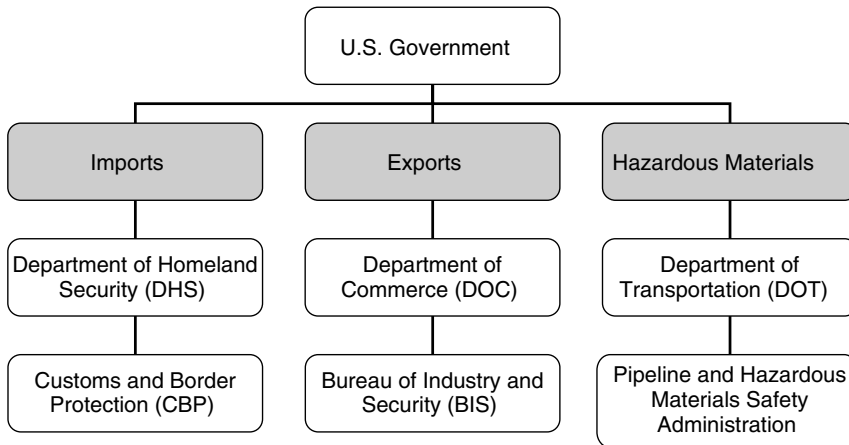 U.S. Government
Imports
Exports
Hazardous Materials
Department of Homeland
Security (DHS)
Department of
Commerce (DOC)
Department of
Transportation (DOT)
Customs and Border
Protection (CBP)
Bureau of Industry and
Security (BIS)
Pipeline and Hazardous
Materials Safety
Administration